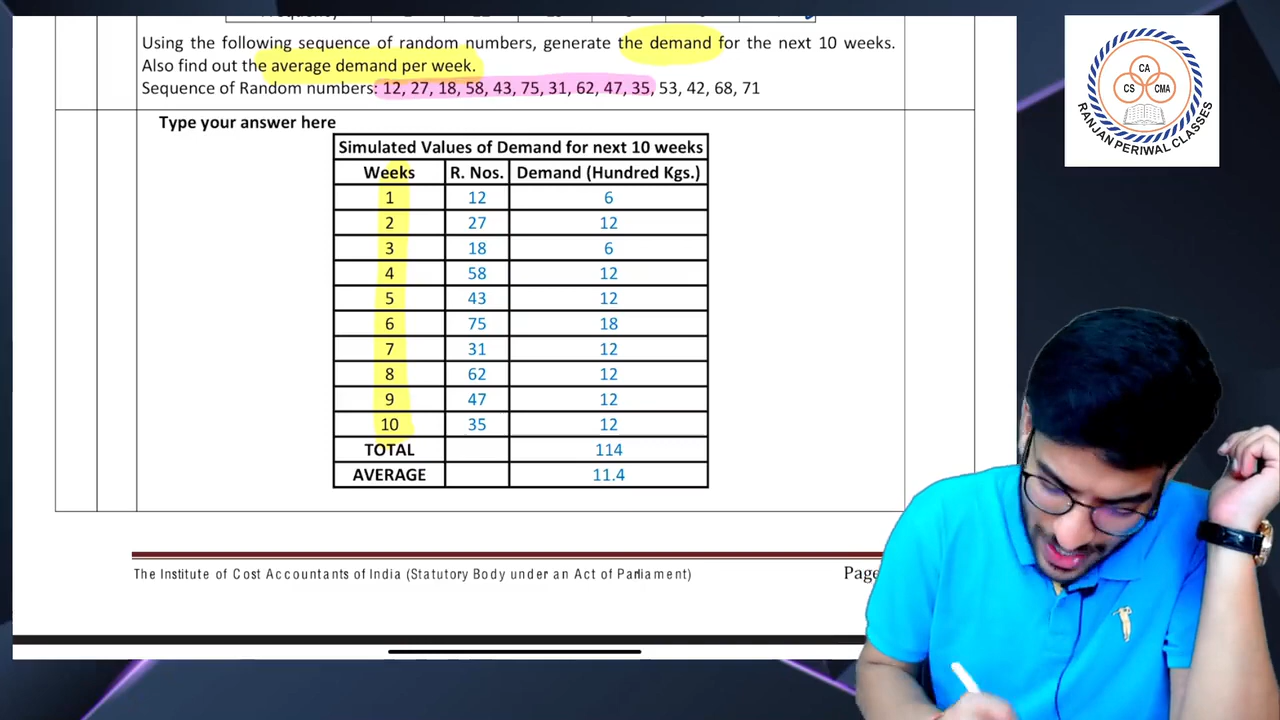 Using the following sequence of random numbers, generate the demand for the next 10 weeks.
Also find out the average demand per week.
Sequence of Random numbers: 12, 27, 18, 58, 43, 75, 31, 62, 47, 35, 53, 42, 68, 71
Type your answer here
Simulated Values of Demand for next 10 weeks
Weeks R. Nos. Demand (Hundred Kgs.)
1 12 6
2 27 12
3 18 6
4 58 12
5 43 12
6 75 18
7 31 12
8 62 12
9 47 12
10 35 12
TOTAL 114
AVERAGE 11.4
The Institute of Cost Accountants of India (Statutory Body under an Act of Parliament)
Page
CA
CS CMA
RANJAN PERIWAL CLASSES